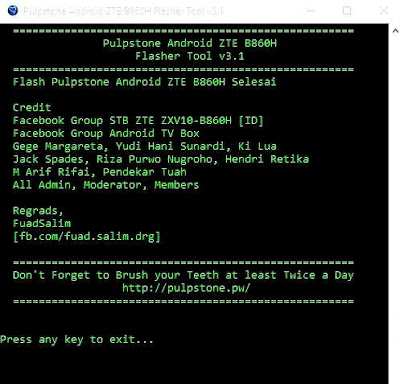 Pulpstone Android ZTE B860H Flasher Tool v3.1
==================================================
Pulpstone Android ZTE B860H
Flasher Tool v3.1
==================================================
Flash Pulpstone Android ZTE B860H Selesai
Credit
Facebook Group STB ZTE ZXV10-B860H [ID]
Facebook Group Android TV Box
Gege Margareta, Yudi Hani Sunardi, Ki Lua
Jack Spades, Riza Purwo Nugroho, Hendri Retika
M Arif Rifai, Pendekar Tuah
All Admin, Moderator, Members
Regrads,
FuadSalim
[fb.com/fuad.salim.drg]
==================================================
Don't Forget to Brush your Teeth at least Twice a Day
http://pulpstone.pw/
==================================================
Press any key to exit...